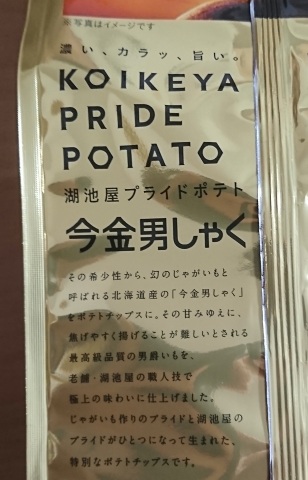 ※写真はイメージです
濃い、カラッ、旨い。
KOIKEYA
PRIDE
POTATO
湖池屋プライドポテト
今金男しゃく
その希少性から、幻のじゃがいもと
呼ばれる北海道産の「今金男しゃく」
をポテトチップスに。その甘みゆえに、
焦げやすく揚げることが難しいとされる
最高級品質の男爵いもを、
老舗・湖池屋の職人技で
極上の味わいに仕上げました。
じゃがいも作りのプライドと湖池屋の
プライドがひとつになって生まれた、
特別なポテトチップスです。